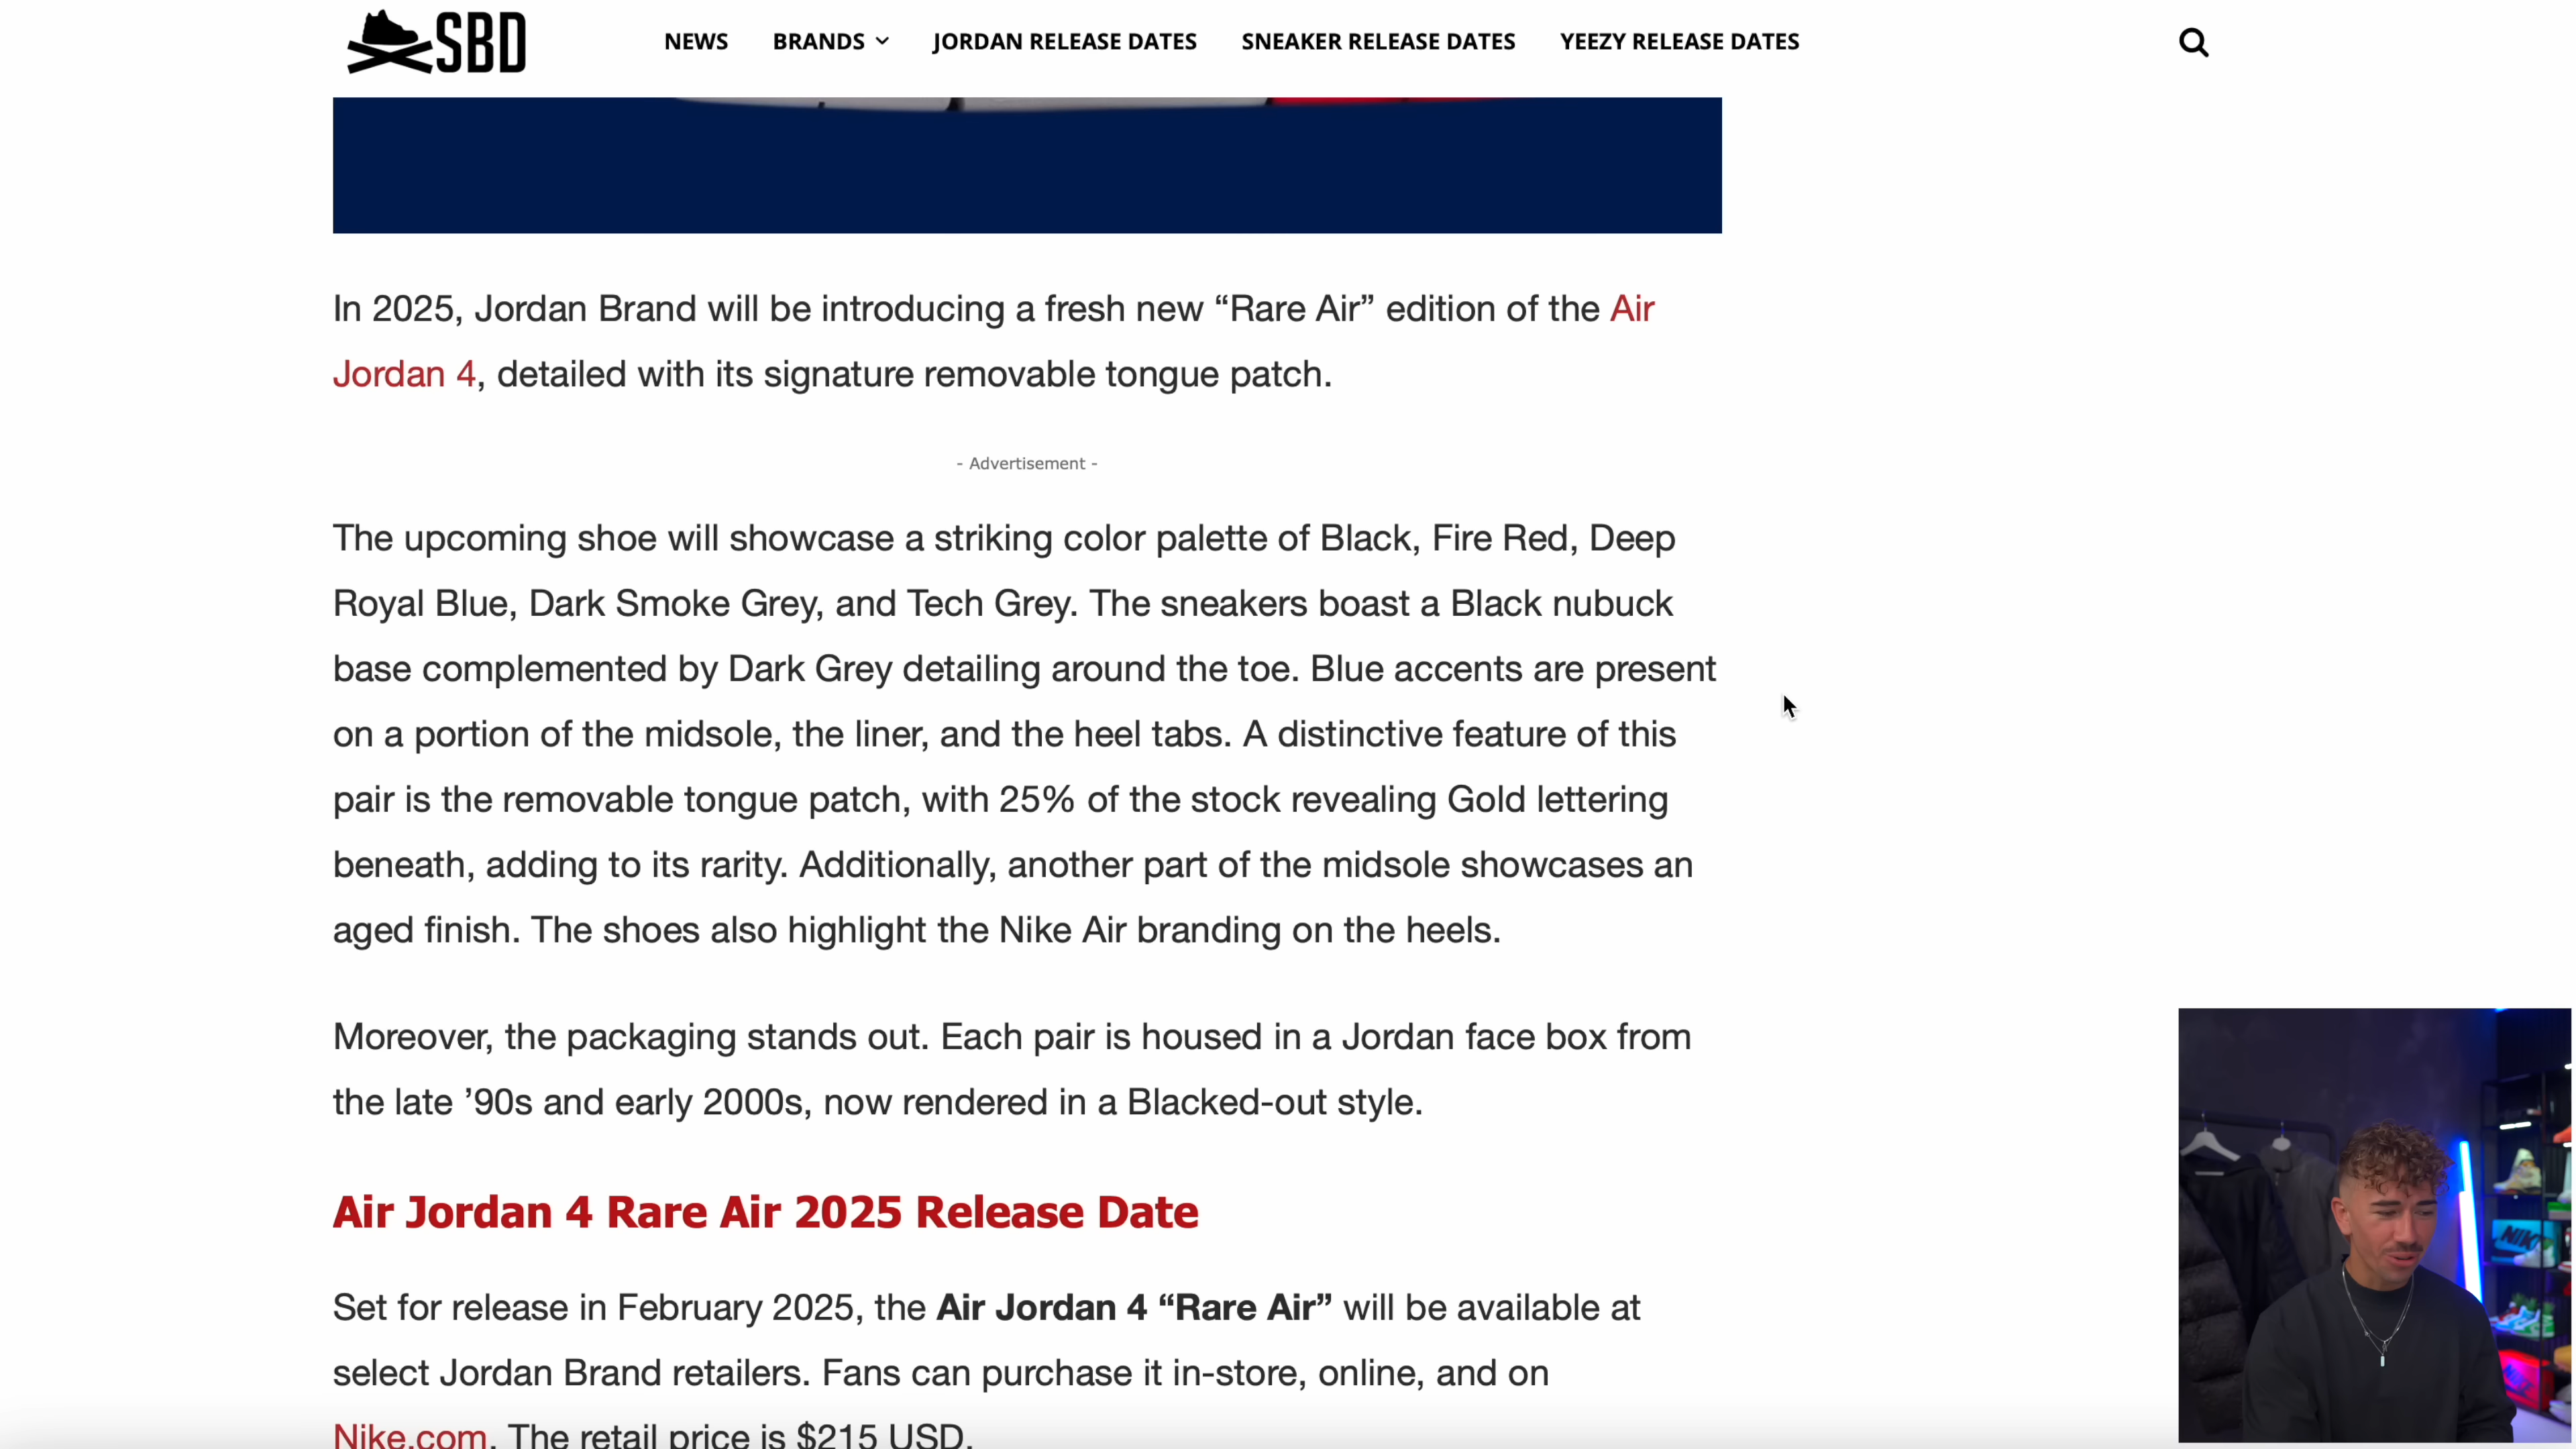 SBD
NEWS
BRANDS
JORDAN RELEASE DATES
SNEAKER RELEASE DATES
YEEZY RELEASE DATES
In 2025, Jordan Brand will be introducing a fresh new “Rare Air” edition of the Air
Jordan 4, detailed with its signature removable tongue patch.
- Advertisement -
The upcoming shoe will showcase a striking color palette of Black, Fire Red, Deep
Royal Blue, Dark Smoke Grey, and Tech Grey. The sneakers boast a Black nubuck
base complemented by Dark Grey detailing around the toe. Blue accents are present
on a portion of the midsole, the liner, and the heel tabs. A distinctive feature of this
pair is the removable tongue patch, with 25% of the stock revealing Gold lettering
beneath, adding to its rarity. Additionally, another part of the midsole showcases an
aged finish. The shoes also highlight the Nike Air branding on the heels.
Moreover, the packaging stands out. Each pair is housed in a Jordan face box from
the late ’90s and early 2000s, now rendered in a Blacked-out style.
Air Jordan 4 Rare Air 2025 Release Date
Set for release in February 2025, the Air Jordan 4 “Rare Air” will be available at
select Jordan Brand retailers. Fans can purchase it in-store, online, and on
Nike.com. The retail price is $215 USD.
NIKE